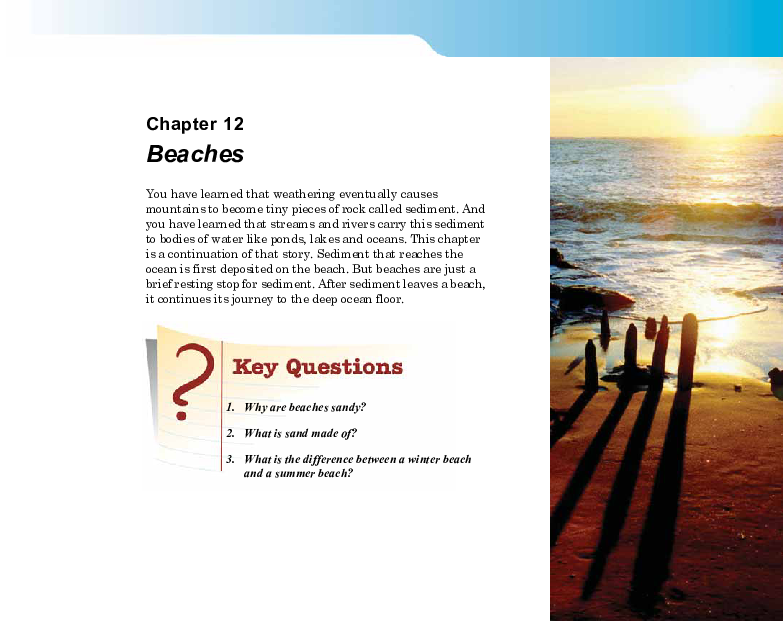 Chapter 12
Beaches
You have learned that weathering eventually causes
mountains to become tiny pieces of rock called sediment. And
you have learned that streams and rivers carry this sediment
to bodies of water like ponds, lakes and oceans. This chapter
is a continuation of that story. Sediment that reaches the
ocean is first deposited on the beach. But beaches are just a
brief resting stop for sediment. After sediment leaves a beach,
it continues its journey to the deep ocean floor.
?
Key Questions
1. Why are beaches sandy?
2. What is sand made of?
3. What is the difference between a winter beach
and a summer beach?